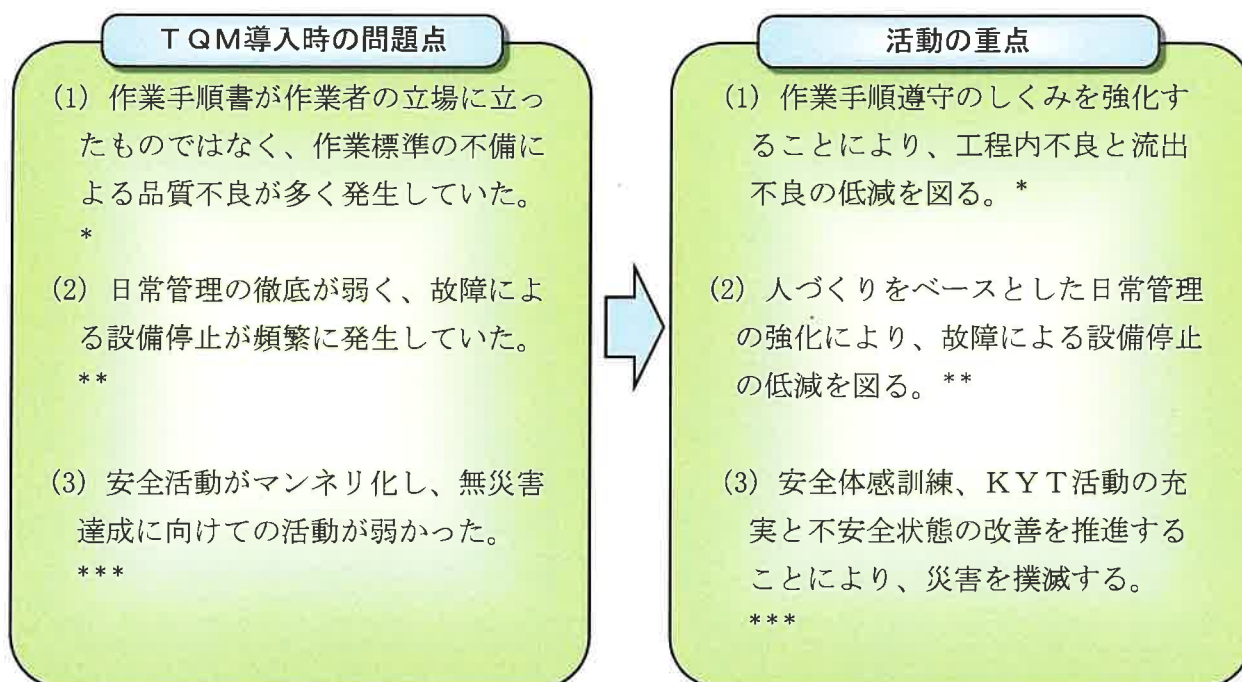 TQM導入時の問題点
(1) 作業手順書が作業者の立場に立っ
たものではなく、作業標準の不備に
よる品質不良が多く発生していた。
*
(2) 日常管理の徹底が弱く、故障によ
る設備停止が頻繁に発生していた。
**
(3) 安全活動がマンネリ化し、無災害
達成に向けての活動が弱かった。
***
活動の重点
(1) 作業手順遵守のしくみを強化す
ることにより、工程内不良と流出
不良の低減を図る。*
(2) 人づくりをベースとした日常管理
の強化により、故障による設備停止
の低減を図る。**
(3) 安全体感訓練、KYT活動の充
実と不安全状態の改善を推進する
ことにより、災害を撲滅する。
***